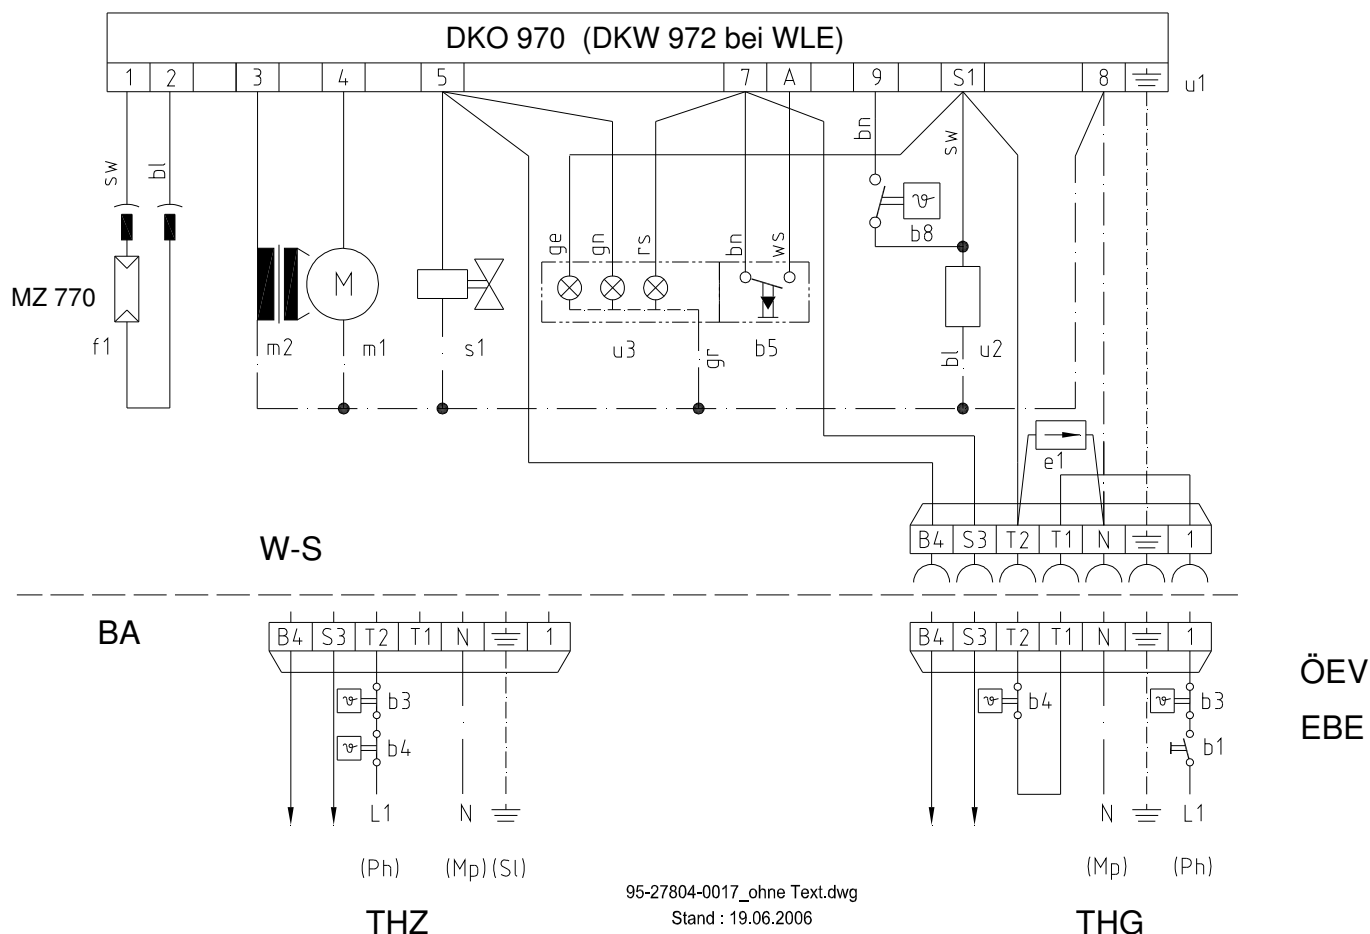 DKO 970 (DKW 972 bei WLE)
1 2 3 4 5 7 A 9 S1 8 u1
sw bl bn sw
ge gn rs bn ws b8
MZ 770 M
f1 m2 m1 s1 u3 gr b5 bl u2
e1
W-S
B4 S3 T2 T1 N 1
BA
B4 S3 T2 T1 N 1
B4 S3 T2 T1 N 1
ϑ b3 ϑ b4 ϑ b3
ϑ b4 b1
ÖEV
EBE
L1 N N L1
(Ph) (Mp) (Sl) (Mp) (Ph)
95-27804-0017_ohne Text.dwg
Stand : 19.06.2006
THZ THG